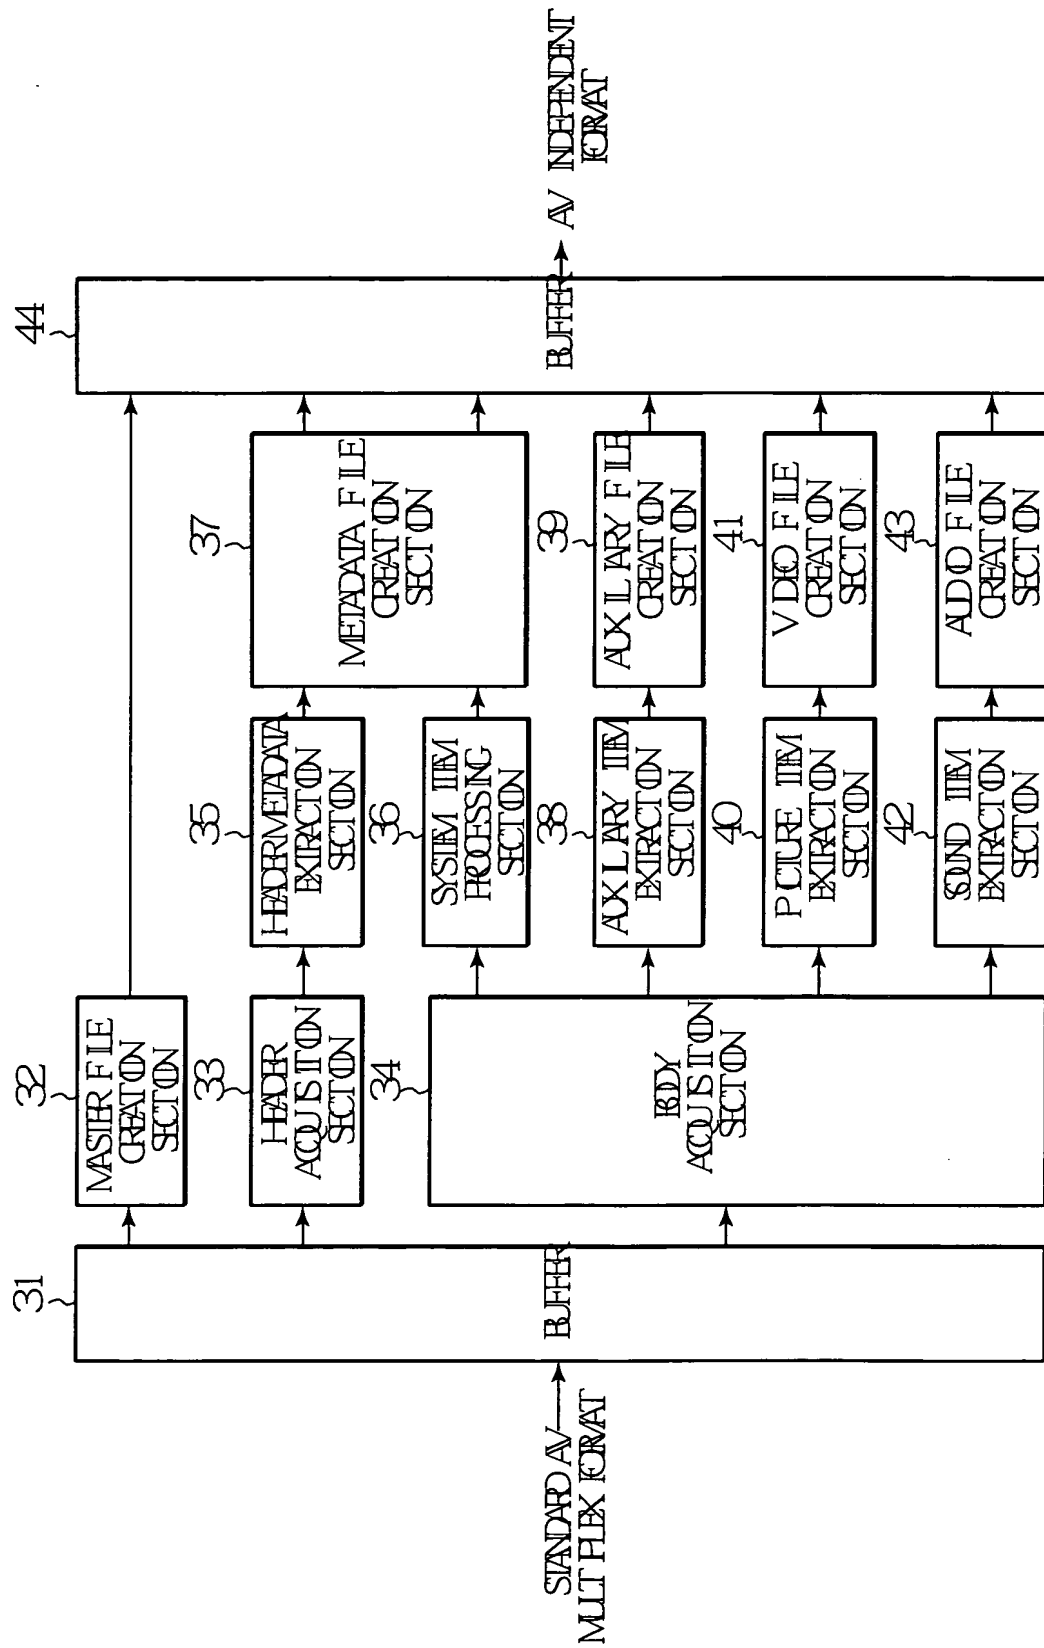 STANDARD AV
MULTIPLEX FORMAT
31
BUFFER
32
MASTER FILE
CREATION
SECTION
33
HEADER
ACQUISITION
SECTION
34
BODY
ACQUISITION
SECTION
35
HEADER METADATA
EXTRACTION
SECTION
36
SYSTEM ITEM
PROCESSING
SECTION
37
METADATA FILE
CREATION
SECTION
38
AUXILARY ITEM
EXTRACTION
SECTION
39
AUXILIARY FILE
CREATION
SECTION
40
PICTURE ITEM
EXTRACTION
SECTION
41
VIDEO FILE
CREATION
SECTION
42
SOUND ITEM
EXTRACTION
SECTION
43
AUDIO FILE
CREATION
SECTION
44
BUFFER
AV INDEPENDENT
FORMAT